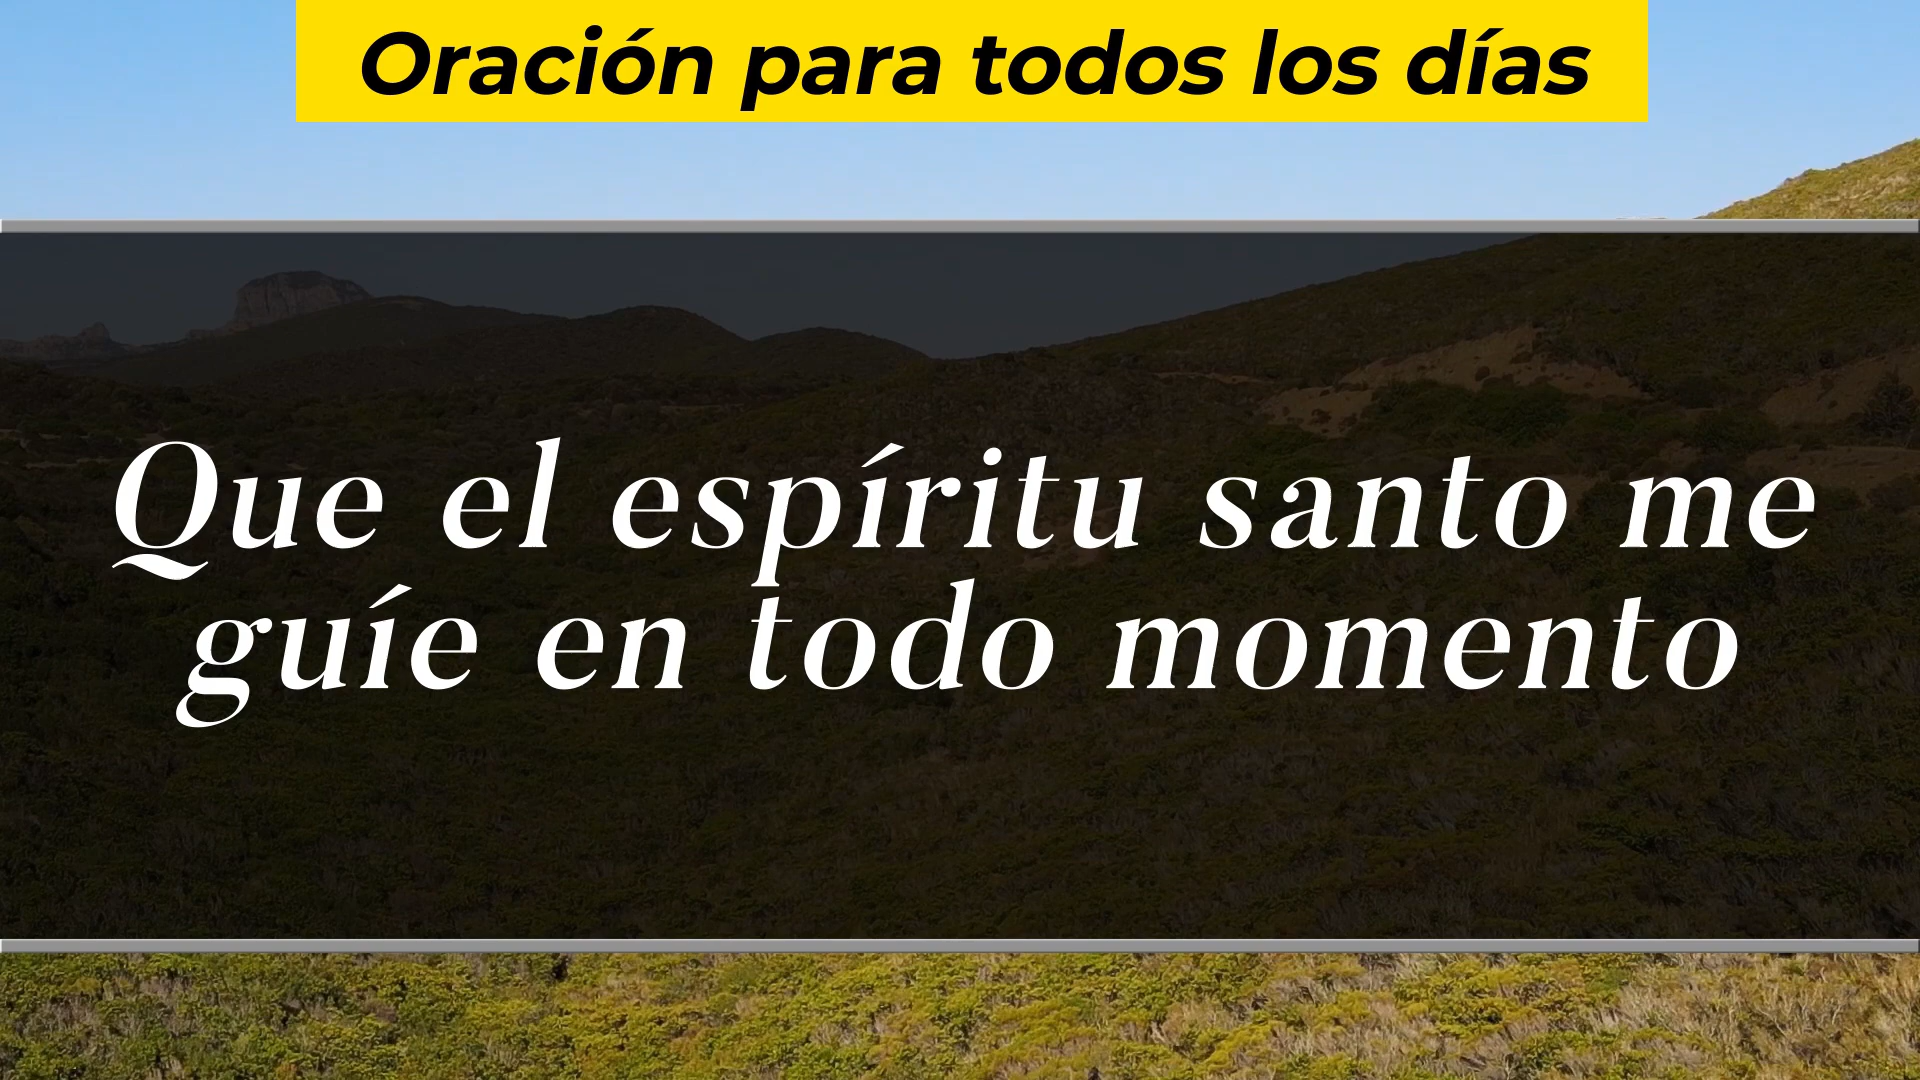 Oración para todos los días
Que el espíritu santo me
guíe en todo momento